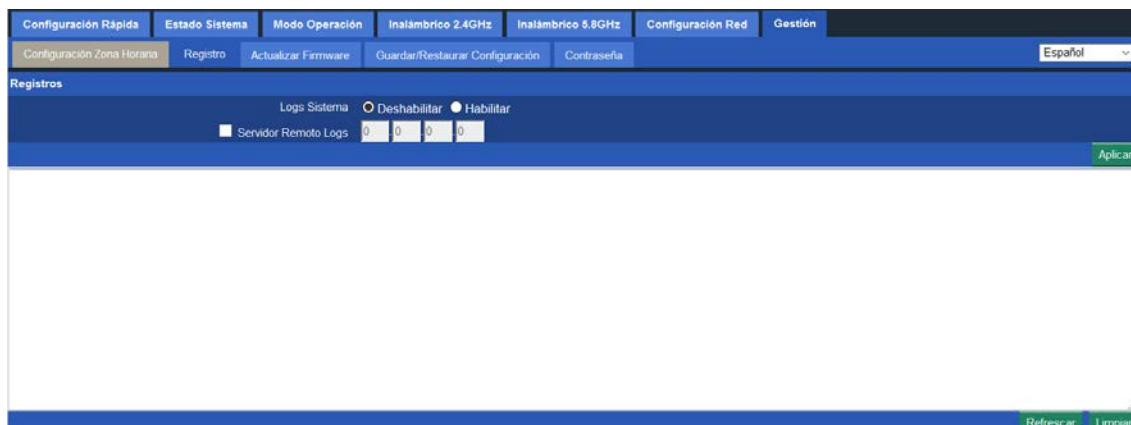 Configuración Rápida Estado Sistema Modo Operación Inalámbrico 2.4GHz Inalámbrico 5.8GHz Configuración Red Gestión
Configuración Zona Horaria Registro Actualizar Firmware Guardar/Restaurar Configuración Contraseña Español
Registros
Logs Sistema Deshabilitar Habilitar
Servidor Remoto Logs 0 . 0 . 0 . 0
Aplicar
Refrescar Limpiar